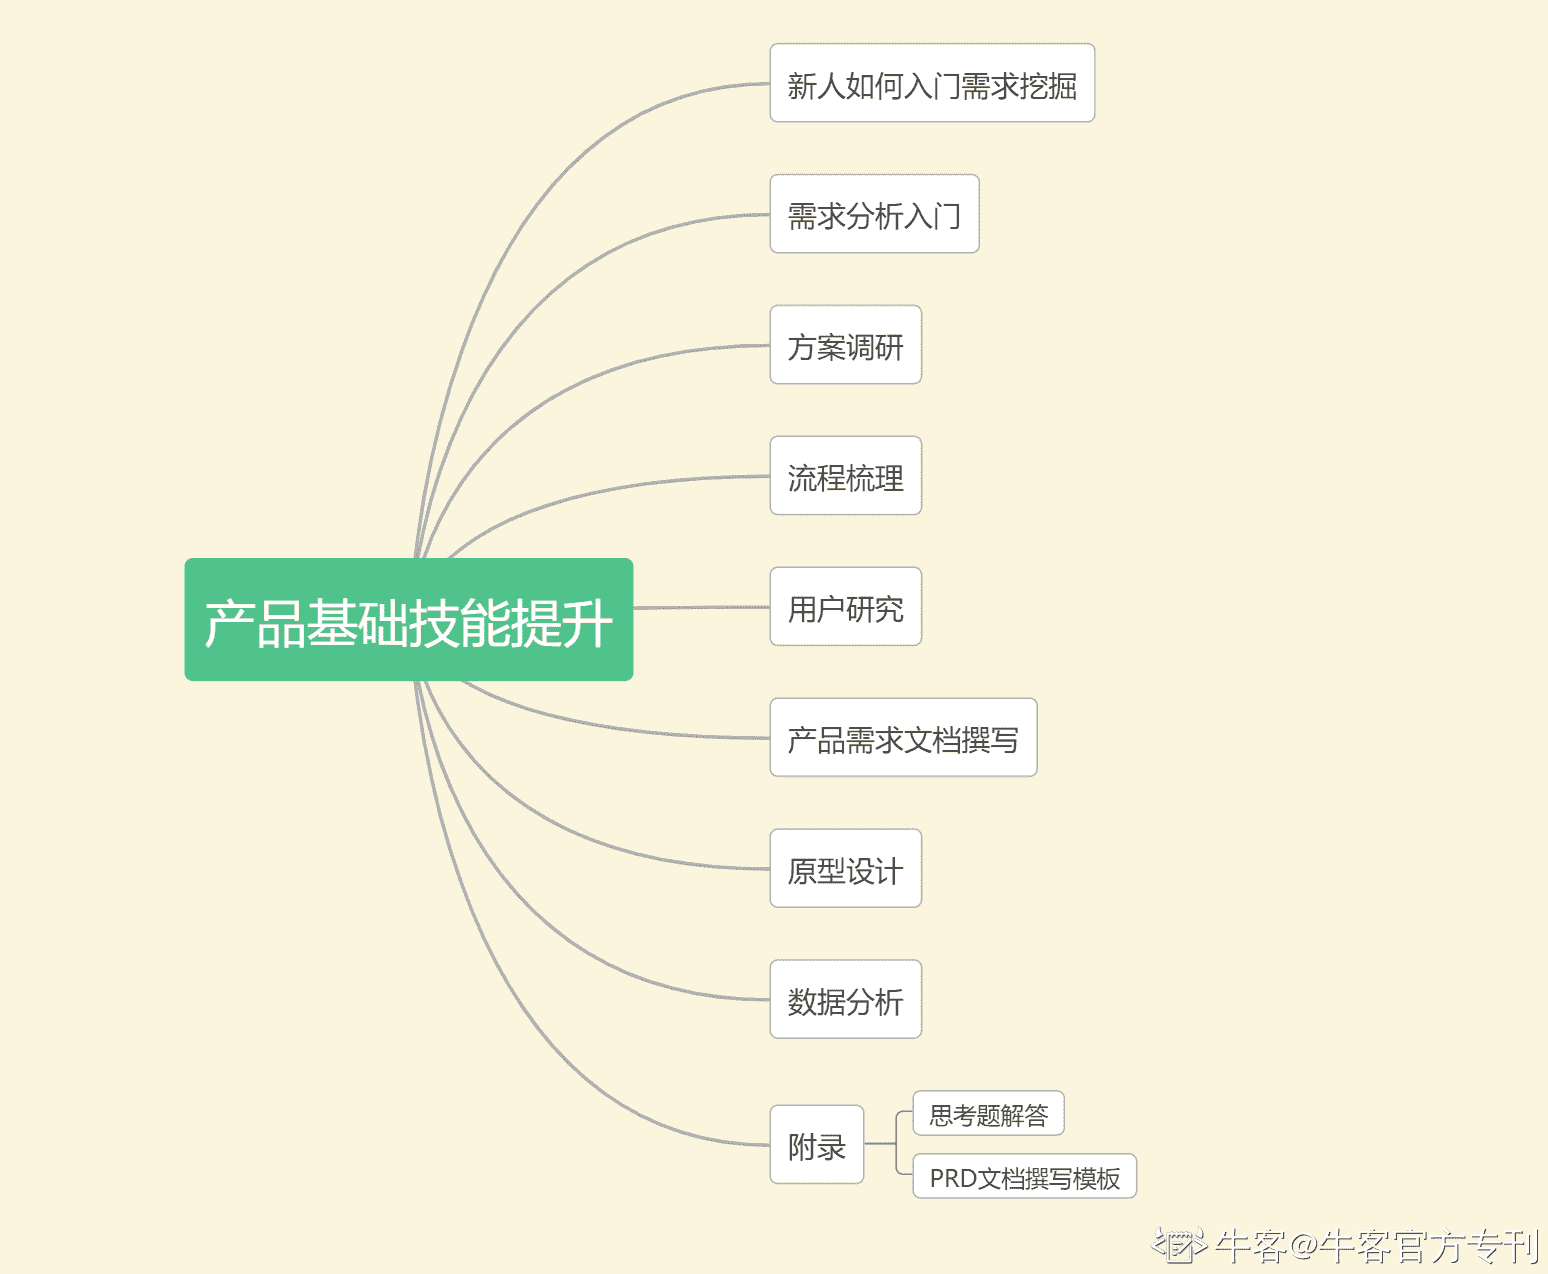 新人如何入门需求挖掘
需求分析入门
方案调研
流程梳理
产品基础技能提升
用户研究
产品需求文档撰写
原型设计
数据分析
附录
思考题解答
PRD文档撰写模板
牛客@牛客官方专刊